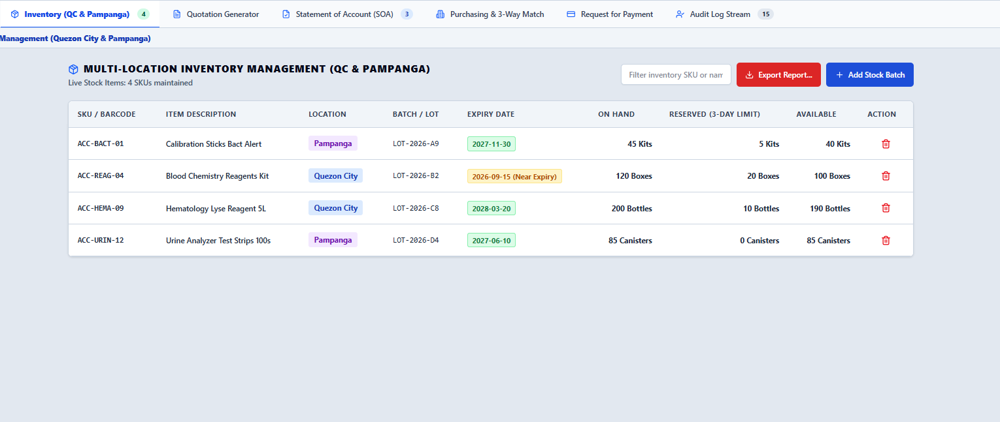 Inventory (QC & Pampanga) 4 Quotation Generator Statement of Account (SOA) 3 Purchasing & 3-Way Match Request for Payment Audit Log Stream 15
Management (Quezon City & Pampanga)
MULTI-LOCATION INVENTORY MANAGEMENT (QC & PAMPANGA)
Live Stock Items: 4 SKUs maintained
Filter inventory SKU or nam Export Report... + Add Stock Batch
SKU / BARCODE ITEM DESCRIPTION LOCATION BATCH / LOT EXPIRY DATE ON HAND RESERVED (3-DAY LIMIT) AVAILABLE ACTION
ACC-BACT-01 Calibration Sticks Bact Alert Pampanga LOT-2026-A9 2027-11-30 45 Kits 5 Kits 40 Kits
ACC-REAG-04 Blood Chemistry Reagents Kit Quezon City LOT-2026-B2 2026-09-15 (Near Expiry) 120 Boxes 20 Boxes 100 Boxes
ACC-HEMA-09 Hematology Lyse Reagent 5L Quezon City LOT-2026-C8 2028-03-20 200 Bottles 10 Bottles 190 Bottles
ACC-URIN-12 Urine Analyzer Test Strips 100s Pampanga LOT-2026-D4 2027-06-10 85 Canisters 0 Canisters 85 Canisters